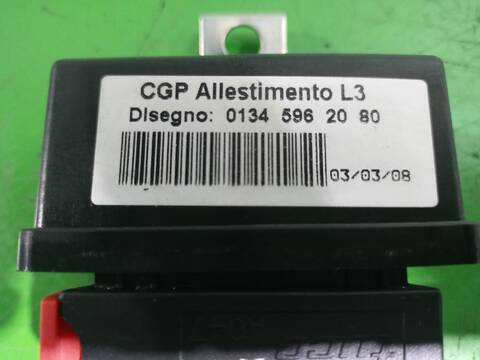 CGP Allestimento L3
Disegno: 0134 596 20 80
03/03/08